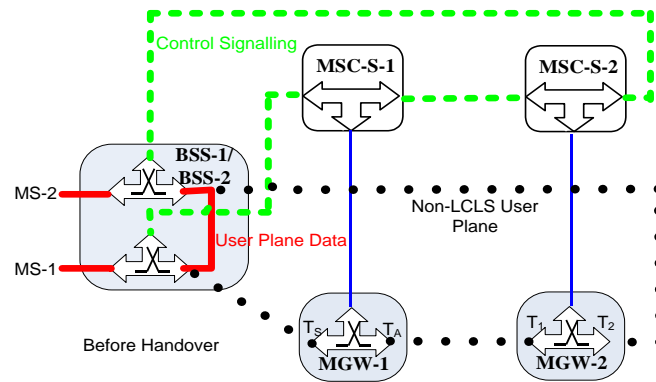 Control Signalling
MSC-S-1
MSC-S-2
BSS-1/
BSS-2
MS-2
Non-LCLS User
Plane
User Plane Data
MS-1
TS
TA
T1
T2
Before Handover
MGW-1
MGW-2